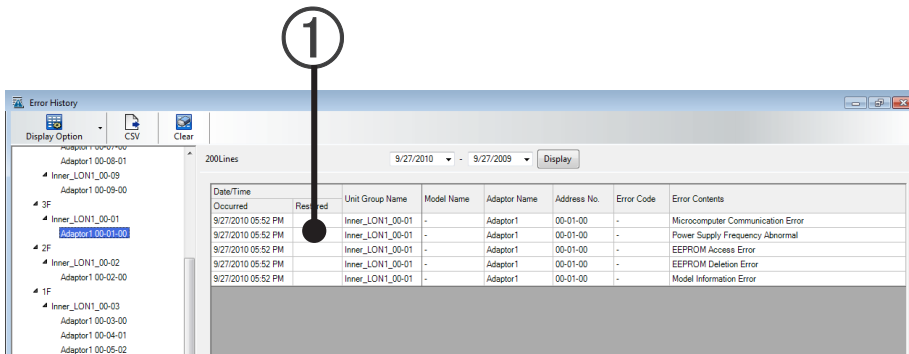 ①
Error History
Display Option
CSV
Clear
Adaptor1 00-07-00
Adaptor1 00-08-01
Inner_LON1_00-09
Adaptor1 00-09-00
3F
Inner_LON1_00-01
Adaptor1 00-01-00
2F
Inner_LON1_00-02
Adaptor1 00-02-00
1F
Inner_LON1_00-03
Adaptor1 00-03-00
Adaptor1 00-04-01
Adaptor1 00-05-02
200Lines 9/27/2010 - 9/27/2009 Display
Date/Time Unit Group Name Model Name Adaptor Name Address No. Error Code Error Contents
Occurred Restored
9/27/2010 05:52 PM Inner_LON1_00-01 - Adaptor1 00-01-00 - Microcomputer Communication Error
9/27/2010 05:52 PM Inner_LON1_00-01 - Adaptor1 00-01-00 - Power Supply Frequency Abnormal
9/27/2010 05:52 PM Inner_LON1_00-01 - Adaptor1 00-01-00 - EEPROM Access Error
9/27/2010 05:52 PM Inner_LON1_00-01 - Adaptor1 00-01-00 - EEPROM Deletion Error
9/27/2010 05:52 PM Inner_LON1_00-01 - Adaptor1 00-01-00 - Model Information Error